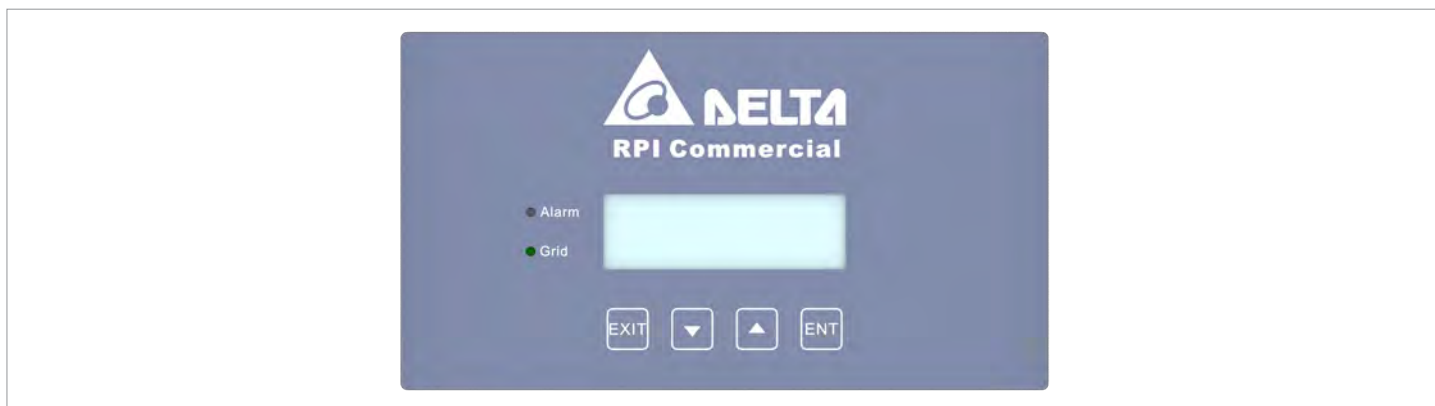 DELTA
RPI Commercial
Alarm
Grid
EXIT
ENT